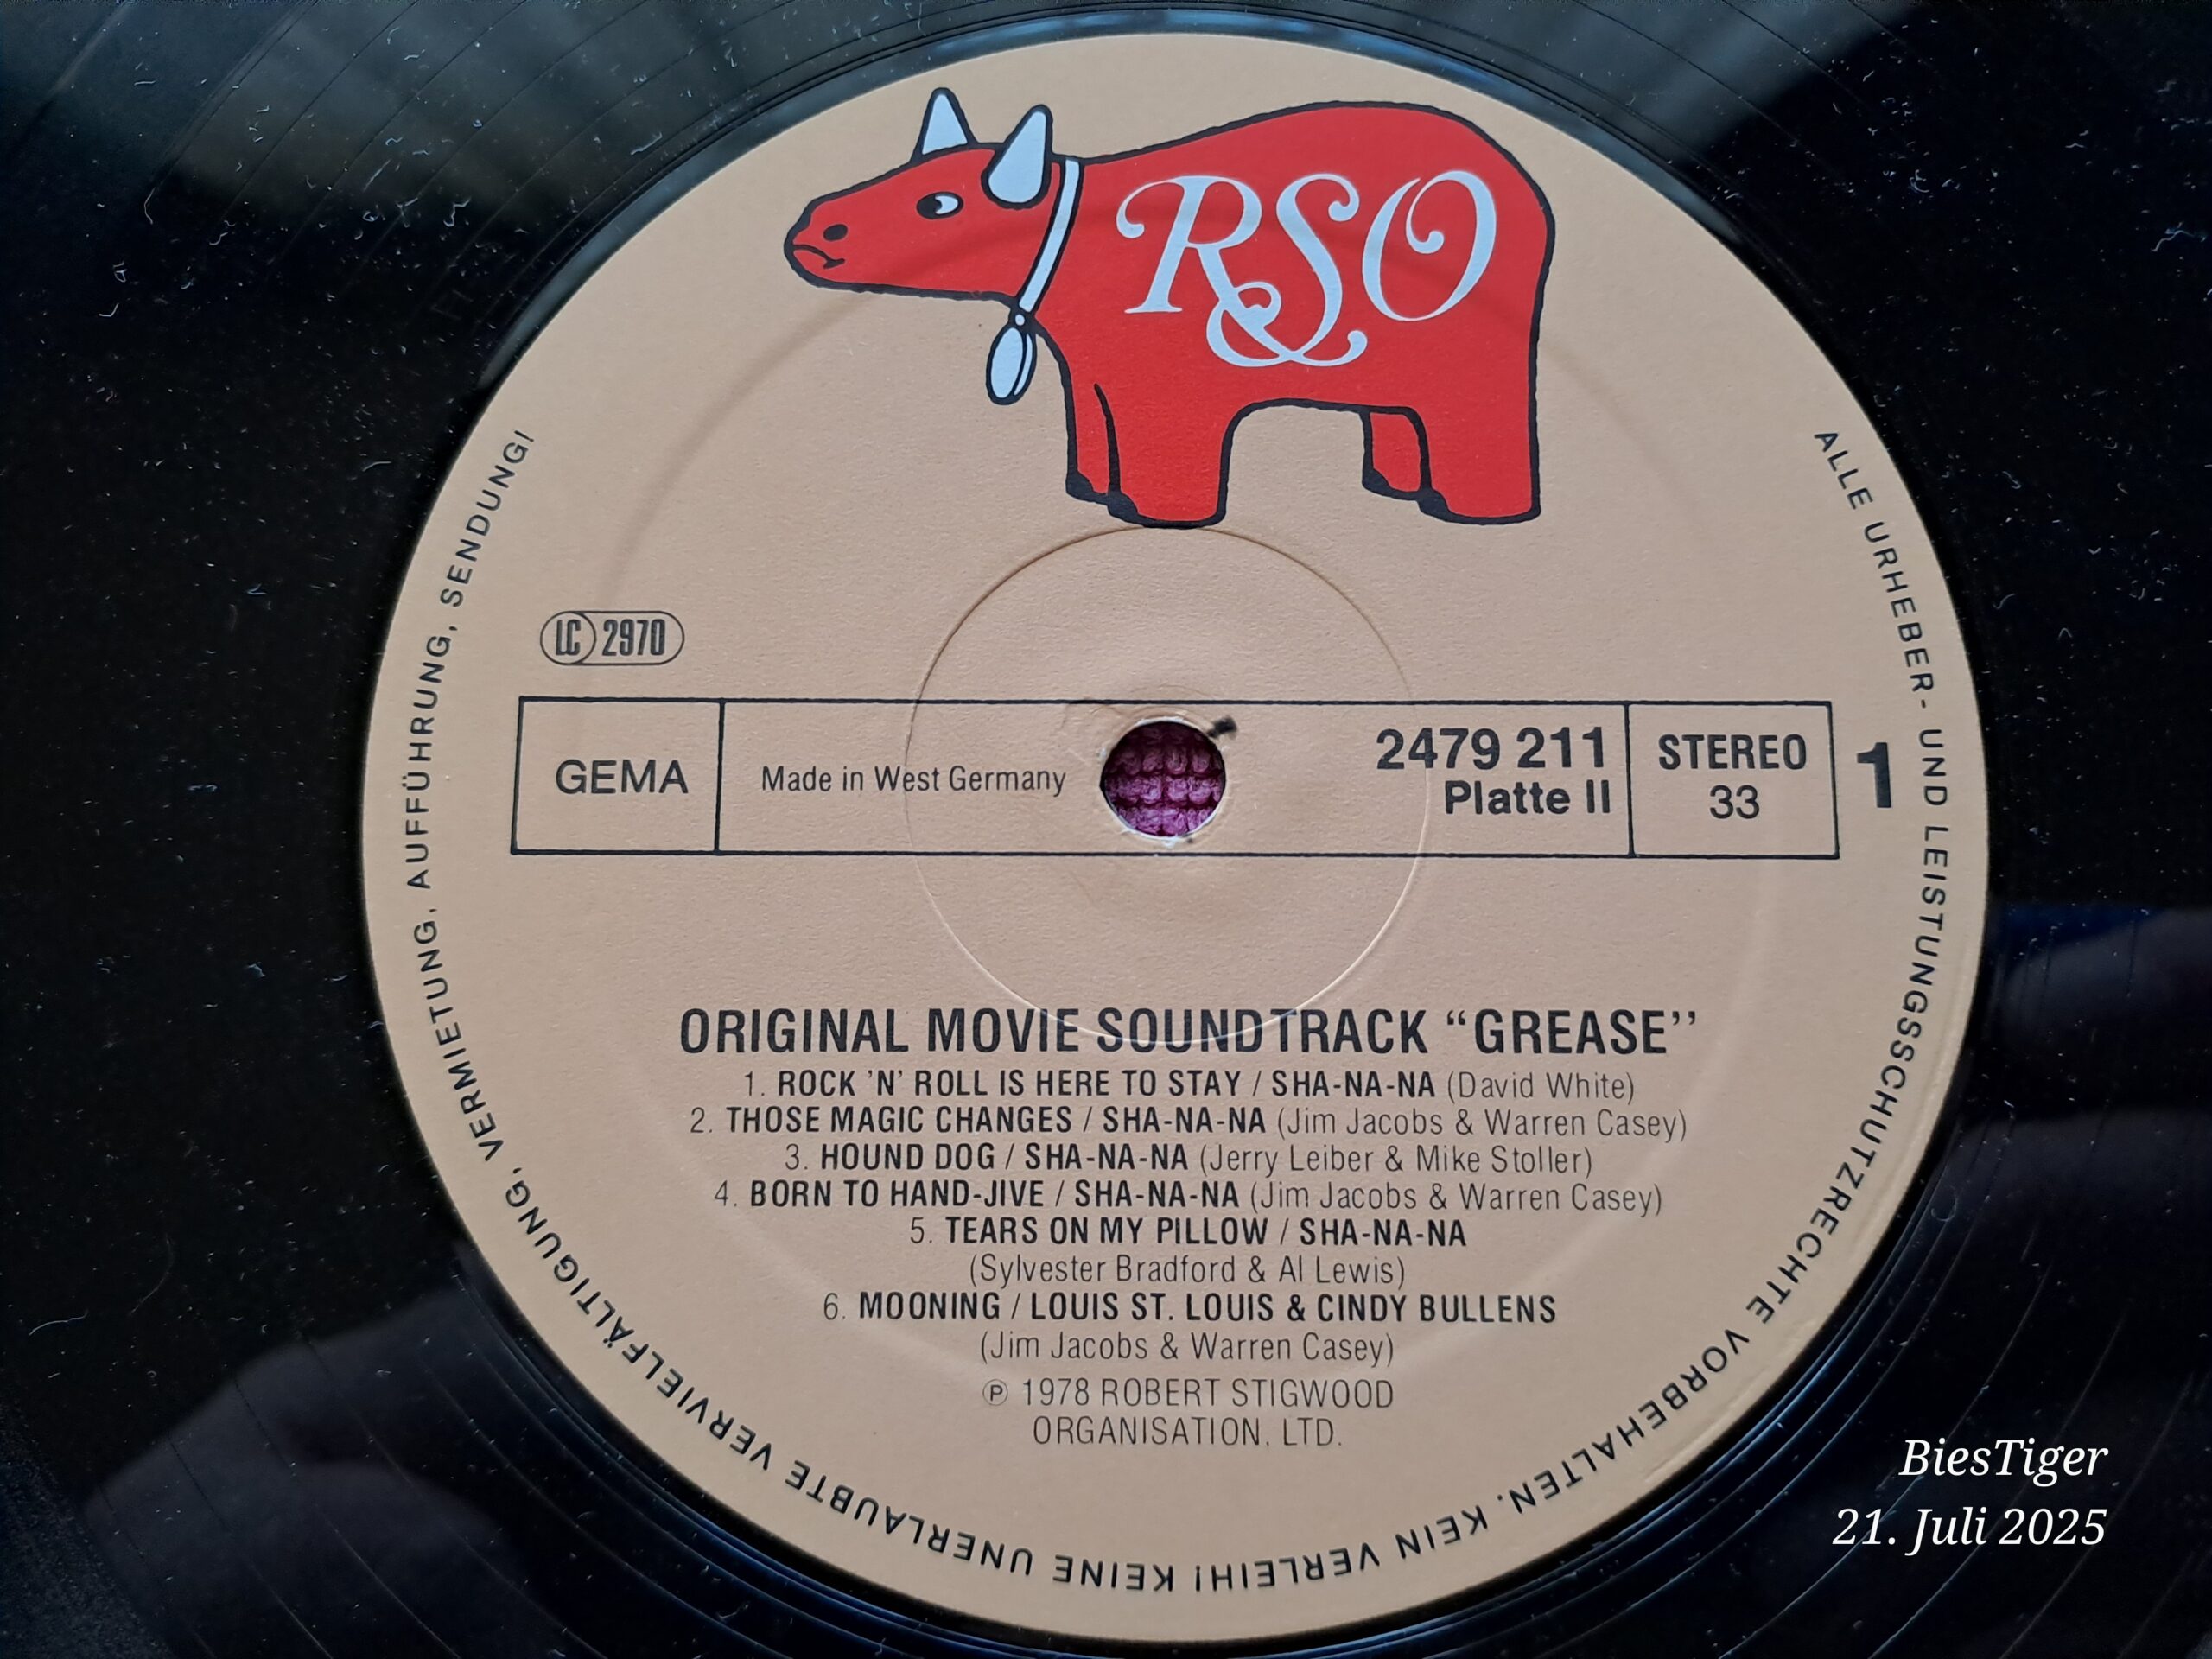 RSO
LC 2970
GEMA
Made in West Germany
2479 211
Platte II
STEREO
33
1
ORIGINAL MOVIE SOUNDTRACK “GREASE’’
1. ROCK 'N' ROLL IS HERE TO STAY / SHA-NA-NA (David White)
2. THOSE MAGIC CHANGES / SHA-NA-NA (Jim Jacobs & Warren Casey)
3. HOUND DOG / SHA-NA-NA (Jerry Leiber & Mike Stoller)
4. BORN TO HAND-JIVE / SHA-NA-NA (Jim Jacobs & Warren Casey)
5. TEARS ON MY PILLOW / SHA-NA-NA
(Sylvester Bradford & Al Lewis)
6. MOONING / LOUIS ST. LOUIS & CINDY BULLENS
(Jim Jacobs & Warren Casey)
℗ 1978 ROBERT STIGWOOD
ORGANISATION, LTD.
ALLE URHEBER- UND LEISTUNGSSCHUTZRECHTE VORBEHALTEN. KEIN VERLEIH! KEINE UNERLAUBTE VERVIELFÄLTIGUNG, VERMIETUNG, AUFFÜHRUNG, SENDUNG!
BiesTiger
21. Juli 2025